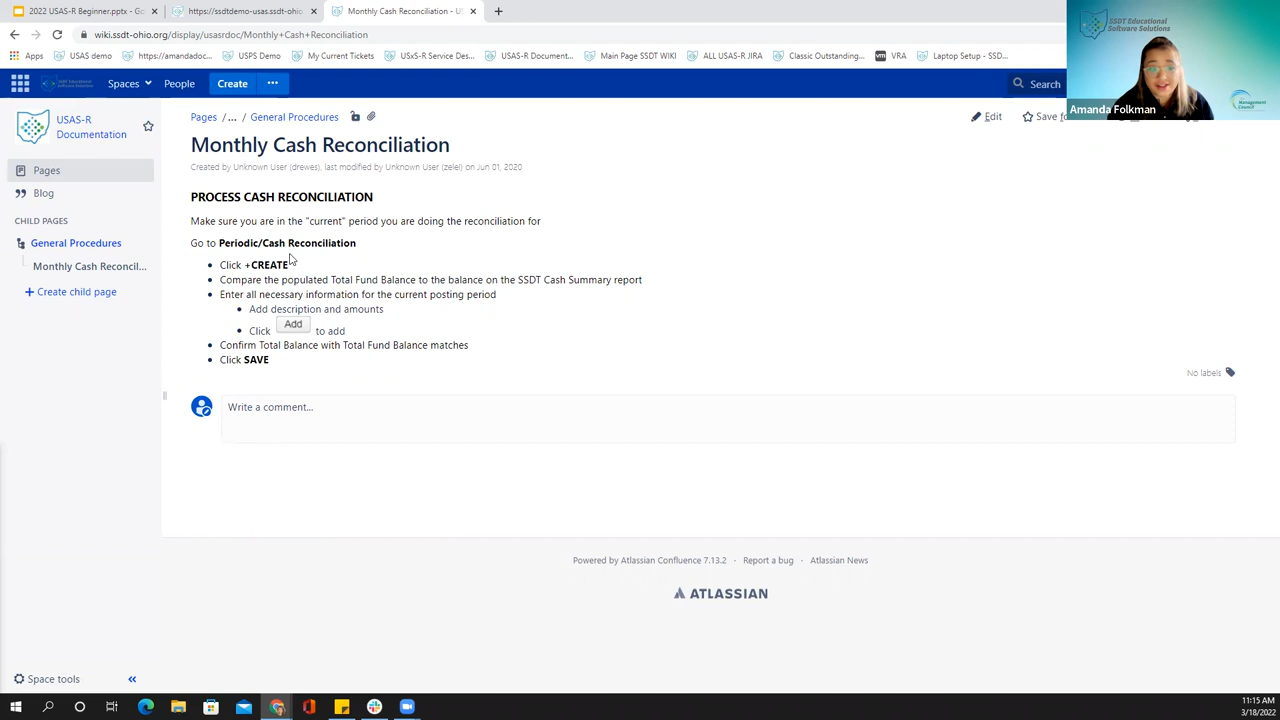 2022 USAS-R Beginner.pptx - Go
https://ssdtdemo-usas.ssdt-ohio
Monthly Cash Reconciliation - US
wiki.ssdt-ohio.org/display/usasrdoc/Monthly+Cash+Reconciliation
Apps USAS demo https://amandadoc... USPS Demo My Current Tickets USxS-R Service Des... USAS-R Document... Main Page SSDT WIKI ALL USAS-R JIRA Classic Outstanding... VRA Laptop Setup - SSD...
SSDT Educational
Software Solutions
Management
Council
Amanda Folkman
Spaces People Create ••• Search
USAS-R
Documentation
Pages
Blog
CHILD PAGES
General Procedures
Monthly Cash Reconcil...
+ Create child page
Space tools
Pages / ... / General Procedures
Edit Save fo
Monthly Cash Reconciliation
Created by Unknown User (drewes), last modified by Unknown User (zelei) on Jun 01, 2020
PROCESS CASH RECONCILIATION
Make sure you are in the "current" period you are doing the reconciliation for
Go to Periodic/Cash Reconciliation
• Click +CREATE
• Compare the populated Total Fund Balance to the balance on the SSDT Cash Summary report
• Enter all necessary information for the current posting period
• Add description and amounts
• Click Add to add
• Confirm Total Balance with Total Fund Balance matches
• Click SAVE
No labels
Write a comment...
Powered by Atlassian Confluence 7.13.2 · Report a bug · Atlassian News
ATLASSIAN
11:15 AM
3/18/2022